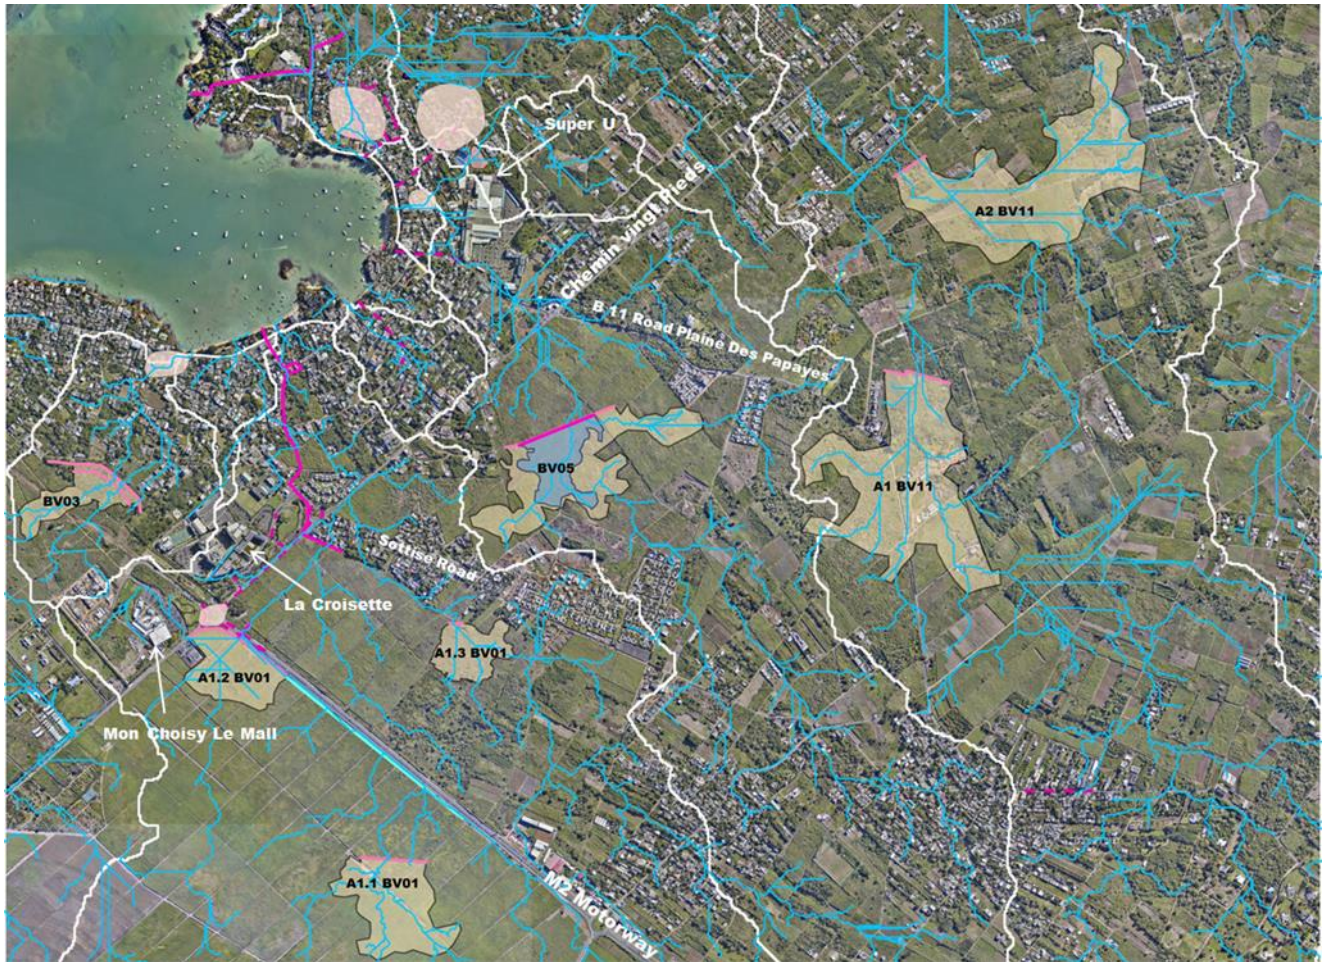 Super U
Chemin vingt Pieds
A2 BV11
B 11 Road Plaine Des Papayes
BV05
A1 BV11
BV03
Sottise Road
La Croisette
A1.3 BV01
A1.2 BV01
Mon Choisy Le Mall
A1.1 BV01
M2 Motorway